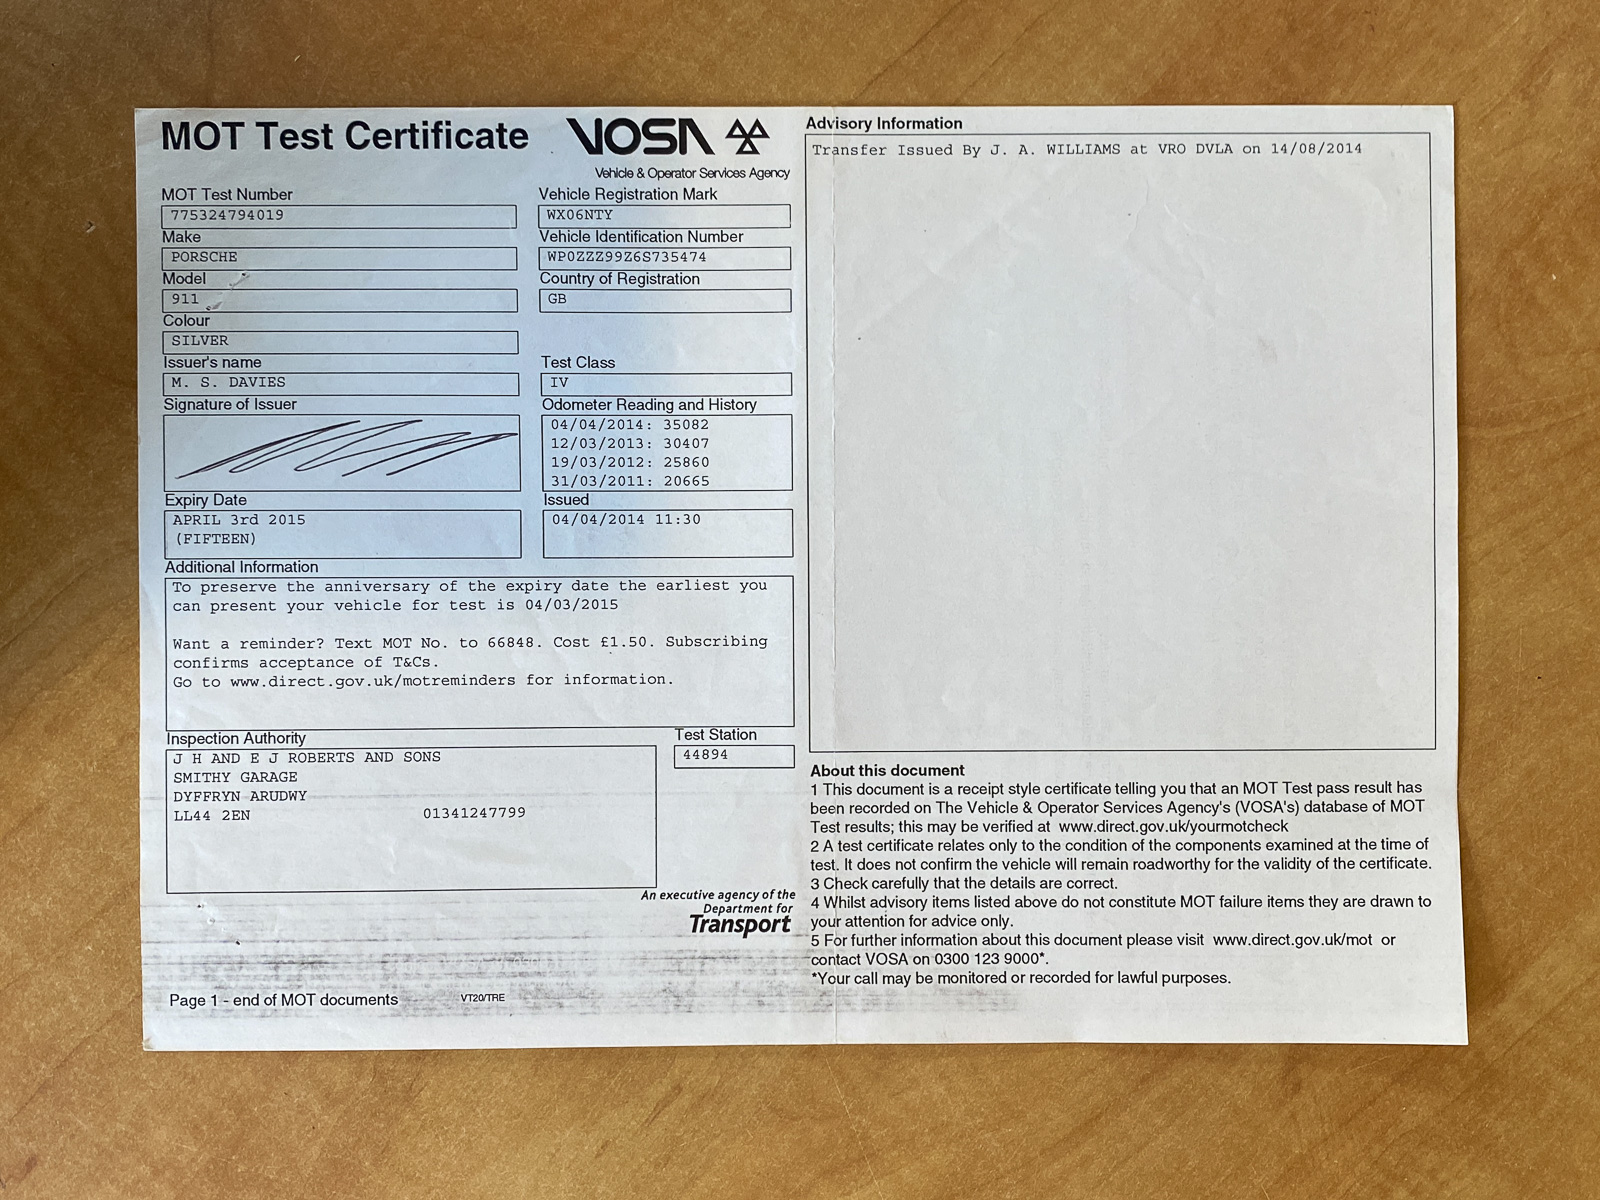 MOT Test Certificate
VOSA
Vehicle & Operator Services Agency
MOT Test Number
775324794019
Vehicle Registration Mark
WX06NTY
Make
PORSCHE
Vehicle Identification Number
WP0ZZZ99Z6S735474
Model
911
Country of Registration
GB
Colour
SILVER
Issuer's name
M. S. DAVIES
Test Class
IV
Signature of Issuer
Odometer Reading and History
04/04/2014: 35082
12/03/2013: 30407
19/03/2012: 25860
31/03/2011: 20665
Expiry Date
APRIL 3rd 2015
(FIFTEEN)
Issued
04/04/2014 11:30
Additional Information
To preserve the anniversary of the expiry date the earliest you
can present your vehicle for test is 04/03/2015
Want a reminder? Text MOT No. to 66848. Cost £1.50. Subscribing
confirms acceptance of T&Cs.
Go to www.direct.gov.uk/motreminders for information.
Inspection Authority
J H AND E J ROBERTS AND SONS
SMITHY GARAGE
DYFFRYN ARUDWY
LL44 2EN 01341247799
Test Station
44894
An executive agency of the
Department for
Transport
Page 1 - end of MOT documents VT20/TRE
Advisory Information
Transfer Issued By J. A. WILLIAMS at VRO DVLA on 14/08/2014
About this document
1 This document is a receipt style certificate telling you that an MOT Test pass result has
been recorded on The Vehicle & Operator Services Agency's (VOSA's) database of MOT
Test results; this may be verified at www.direct.gov.uk/yourmotcheck
2 A test certificate relates only to the condition of the components examined at the time of
test. It does not confirm the vehicle will remain roadworthy for the validity of the certificate.
3 Check carefully that the details are correct.
4 Whilst advisory items listed above do not constitute MOT failure items they are drawn to
your attention for advice only.
5 For further information about this document please visit www.direct.gov.uk/mot or
contact VOSA on 0300 123 9000*.
*Your call may be monitored or recorded for lawful purposes.